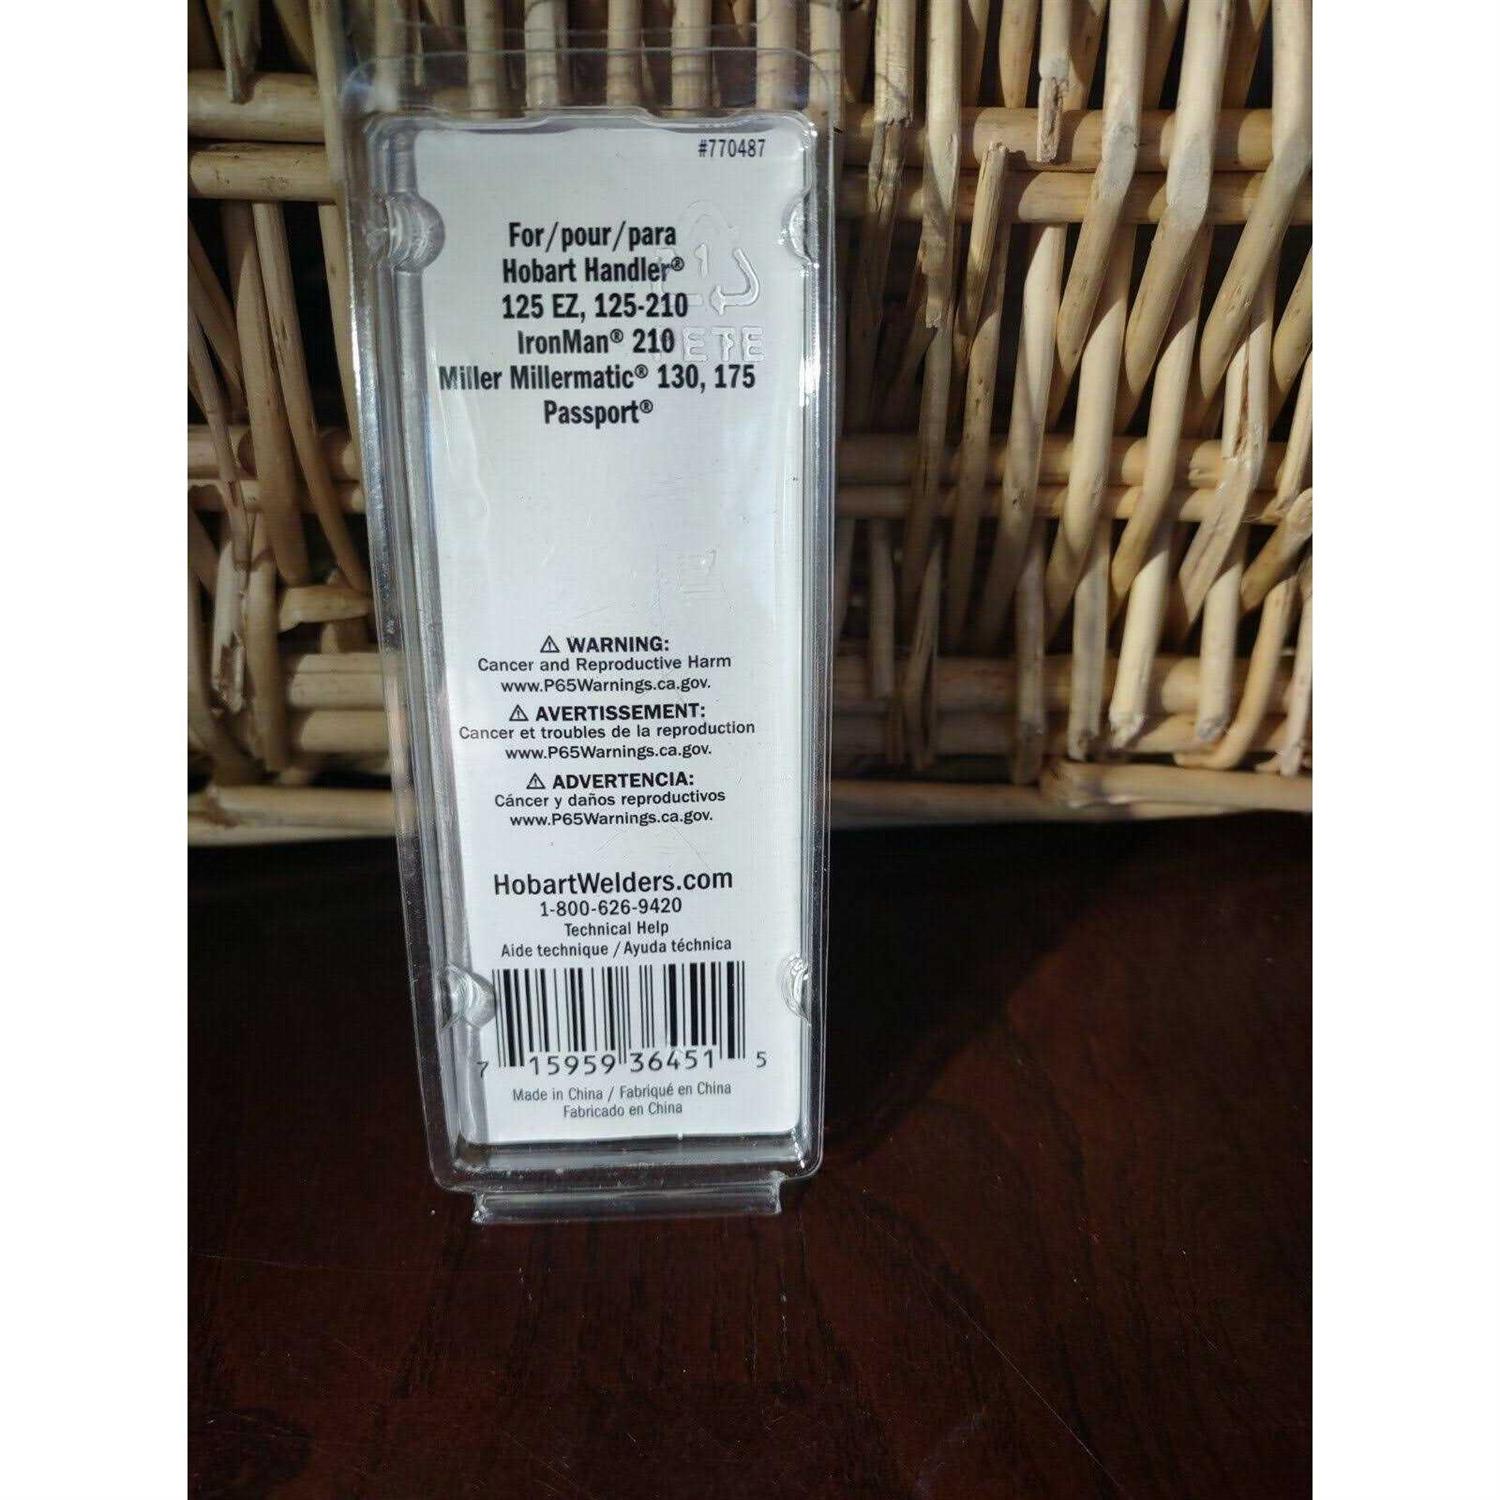 #770487
For/pour/para
Hobart Handler®
125 EZ, 125-210
IronMan® 210
Miller Millermatic® 130, 175
Passport®
1
ETE
⚠ WARNING:
Cancer and Reproductive Harm
www.P65Warnings.ca.gov.
⚠ AVERTISSEMENT:
Cancer et troubles de la reproduction
www.P65Warnings.ca.gov.
⚠ ADVERTENCIA:
Cáncer y daños reproductivos
www.P65Warnings.ca.gov.
HobartWelders.com
1-800-626-9420
Technical Help
Aide technique / Ayuda téchnica
7 15959 36451 5
Made in China / Fabriqué en China
Fabricado en China